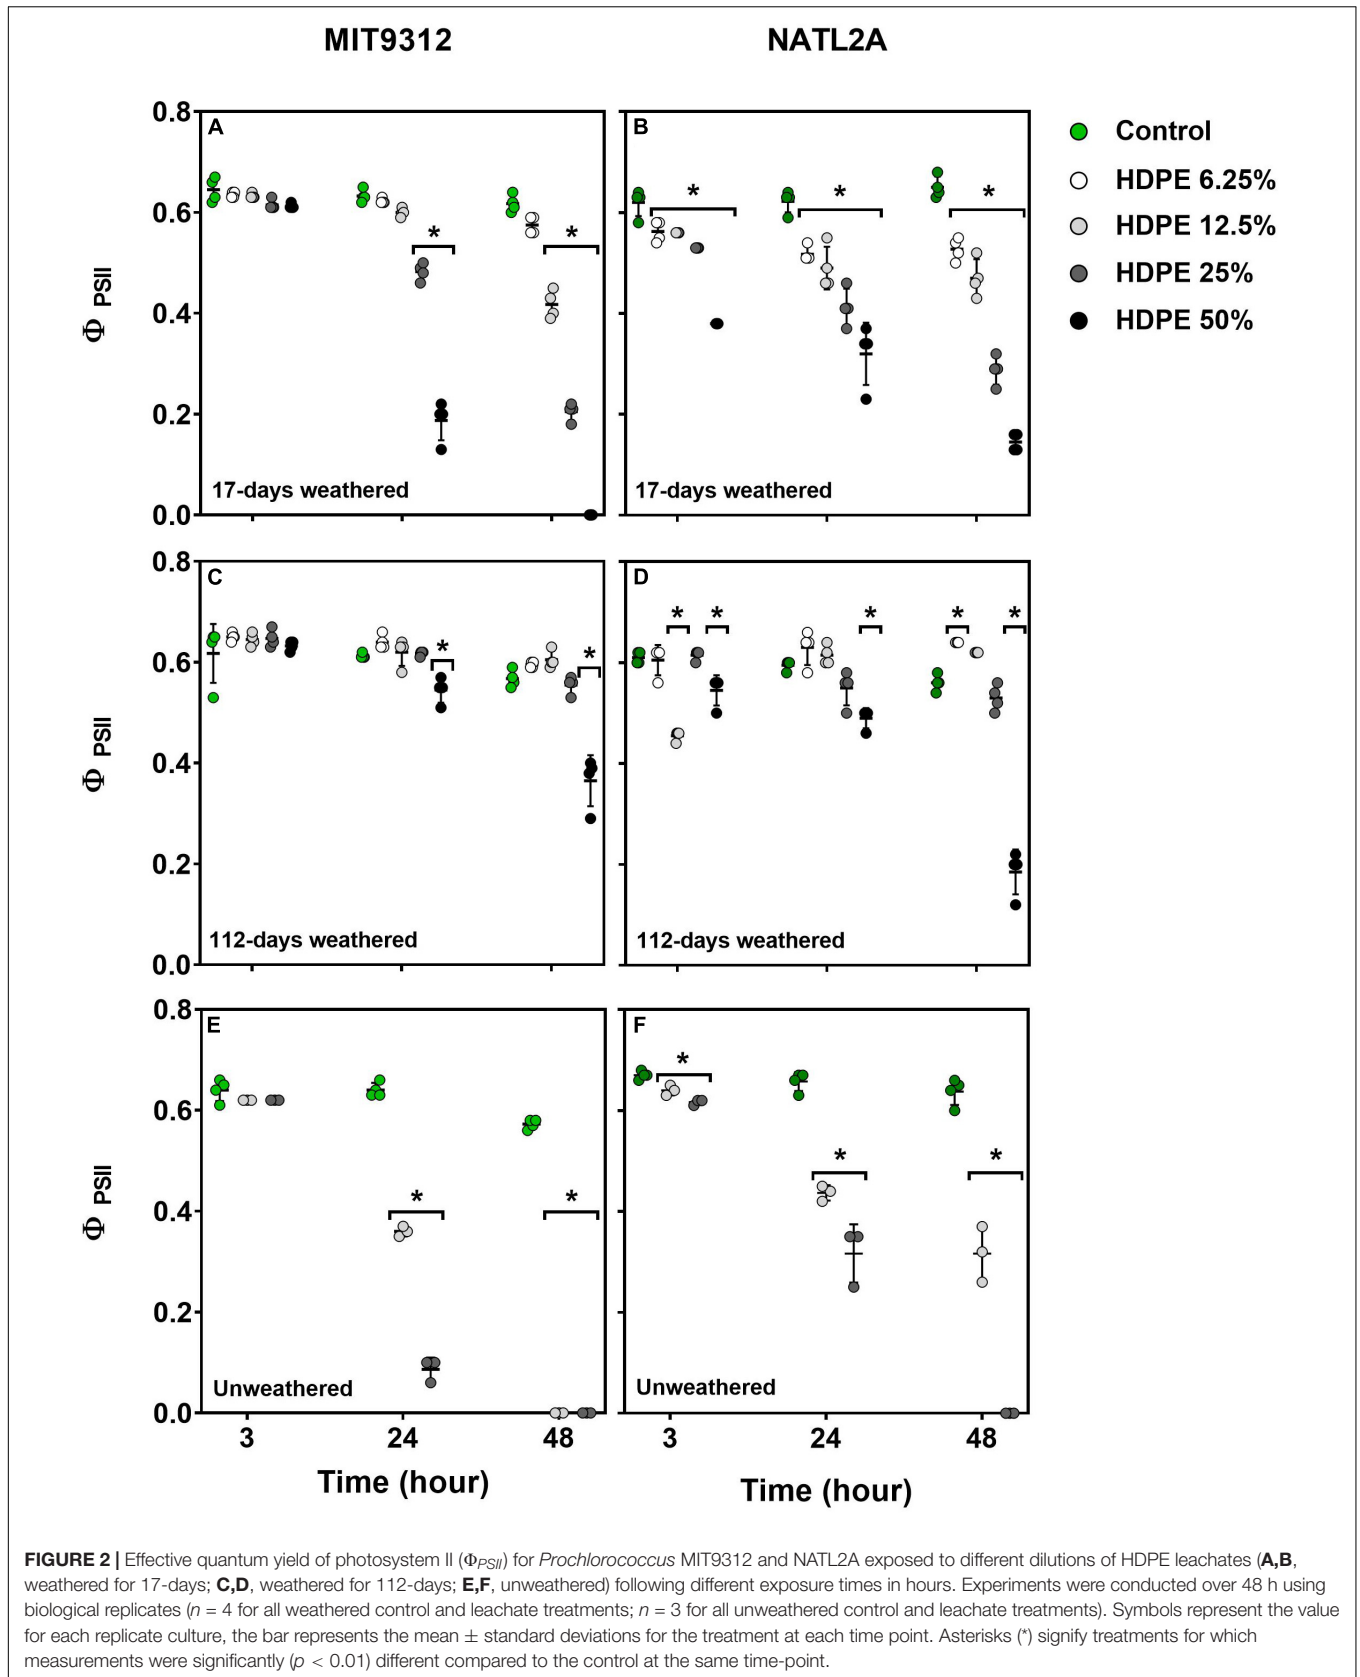 MIT9312 NATL2A
0.8
A
*
*
0.6
0.4
0.2
0.0
Φ PSII
17-days weathered
B
*
*
*
17-days weathered
Control
HDPE 6.25%
HDPE 12.5%
HDPE 25%
HDPE 50%
0.8
C
*
*
0.6
0.4
0.2
0.0
Φ PSII
112-days weathered
D
*
*
*
*
*
112-days weathered
0.8
E
*
*
0.6
0.4
0.2
0.0
Φ PSII
Unweathered
3 24 48
Time (hour)
F
*
*
*
Unweathered
3 24 48
Time (hour)
FIGURE 2 | Effective quantum yield of photosystem II (ΦPSII) for Prochlorococcus MIT9312 and NATL2A exposed to different dilutions of HDPE leachates (A,B,
weathered for 17-days; C,D, weathered for 112-days; E,F, unweathered) following different exposure times in hours. Experiments were conducted over 48 h using
biological replicates (n = 4 for all weathered control and leachate treatments; n = 3 for all unweathered control and leachate treatments). Symbols represent the value
for each replicate culture, the bar represents the mean ± standard deviations for the treatment at each time point. Asterisks (*) signify treatments for which
measurements were significantly (p < 0.01) different compared to the control at the same time-point.